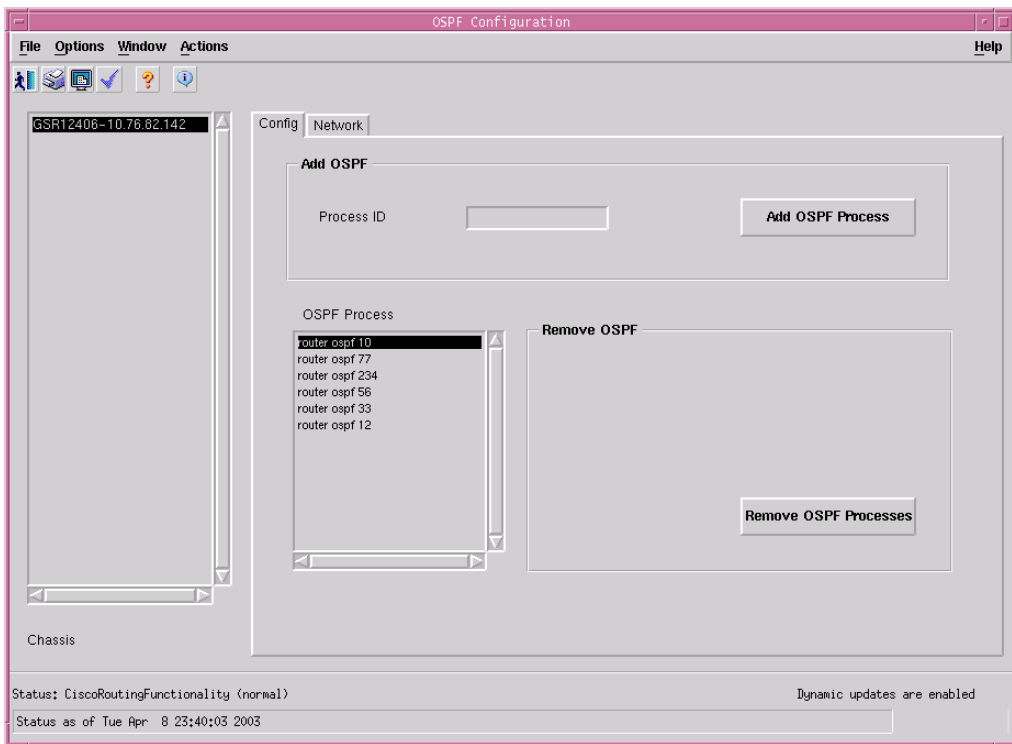 OSPF Configuration
File Options Window Actions Help
GSR12406-10.76.82.142
Config Network
Add OSPF
Process ID
Add OSPF Process
OSPF Process
router ospf 10
router ospf 77
router ospf 234
router ospf 56
router ospf 33
router ospf 12
Remove OSPF
Remove OSPF Processes
Chassis
Status: CiscoRoutingFunctionality (normal) Dynamic updates are enabled
Status as of Tue Apr 8 23:40:03 2003